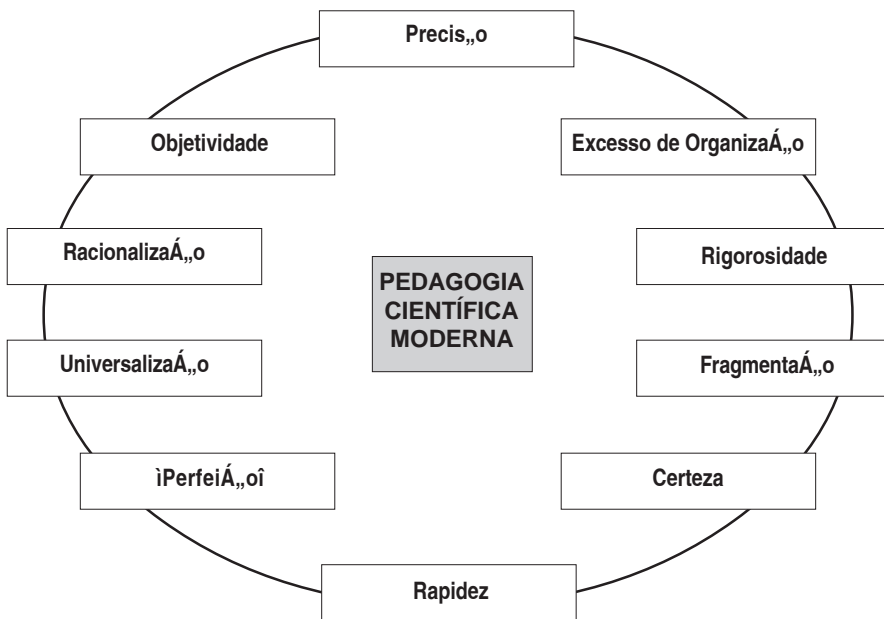 Precis„o
Objetividade
Excesso de OrganizaÁ„o
RacionalizaÁ„o
Rigorosidade
PEDAGOGIA
CIENTÍFICA
MODERNA
UniversalizaÁ„o
FragmentaÁ„o
ìPerfeiÁ„oî
Certeza
Rapidez